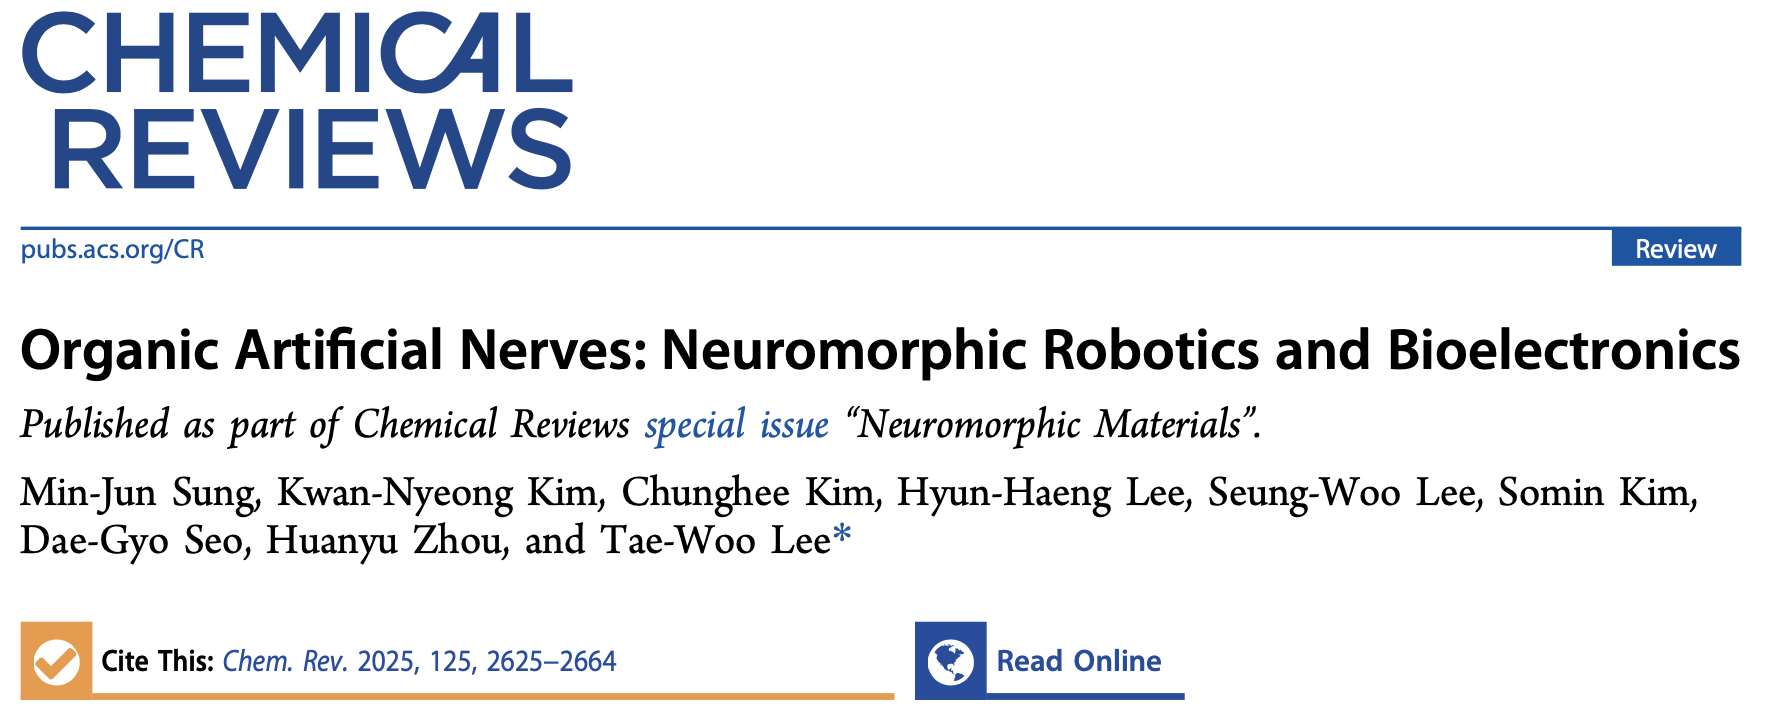 CHEMICAL
REVIEWS
pubs.acs.org/CR
Review
Organic Artificial Nerves: Neuromorphic Robotics and Bioelectronics
Published as part of Chemical Reviews special issue “Neuromorphic Materials”.
Min-Jun Sung, Kwan-Nyeong Kim, Chunghee Kim, Hyun-Haeng Lee, Seung-Woo Lee, Somin Kim,
Dae-Gyo Seo, Huanyu Zhou, and Tae-Woo Lee*
Cite This: Chem. Rev. 2025, 125, 2625–2664
Read Online